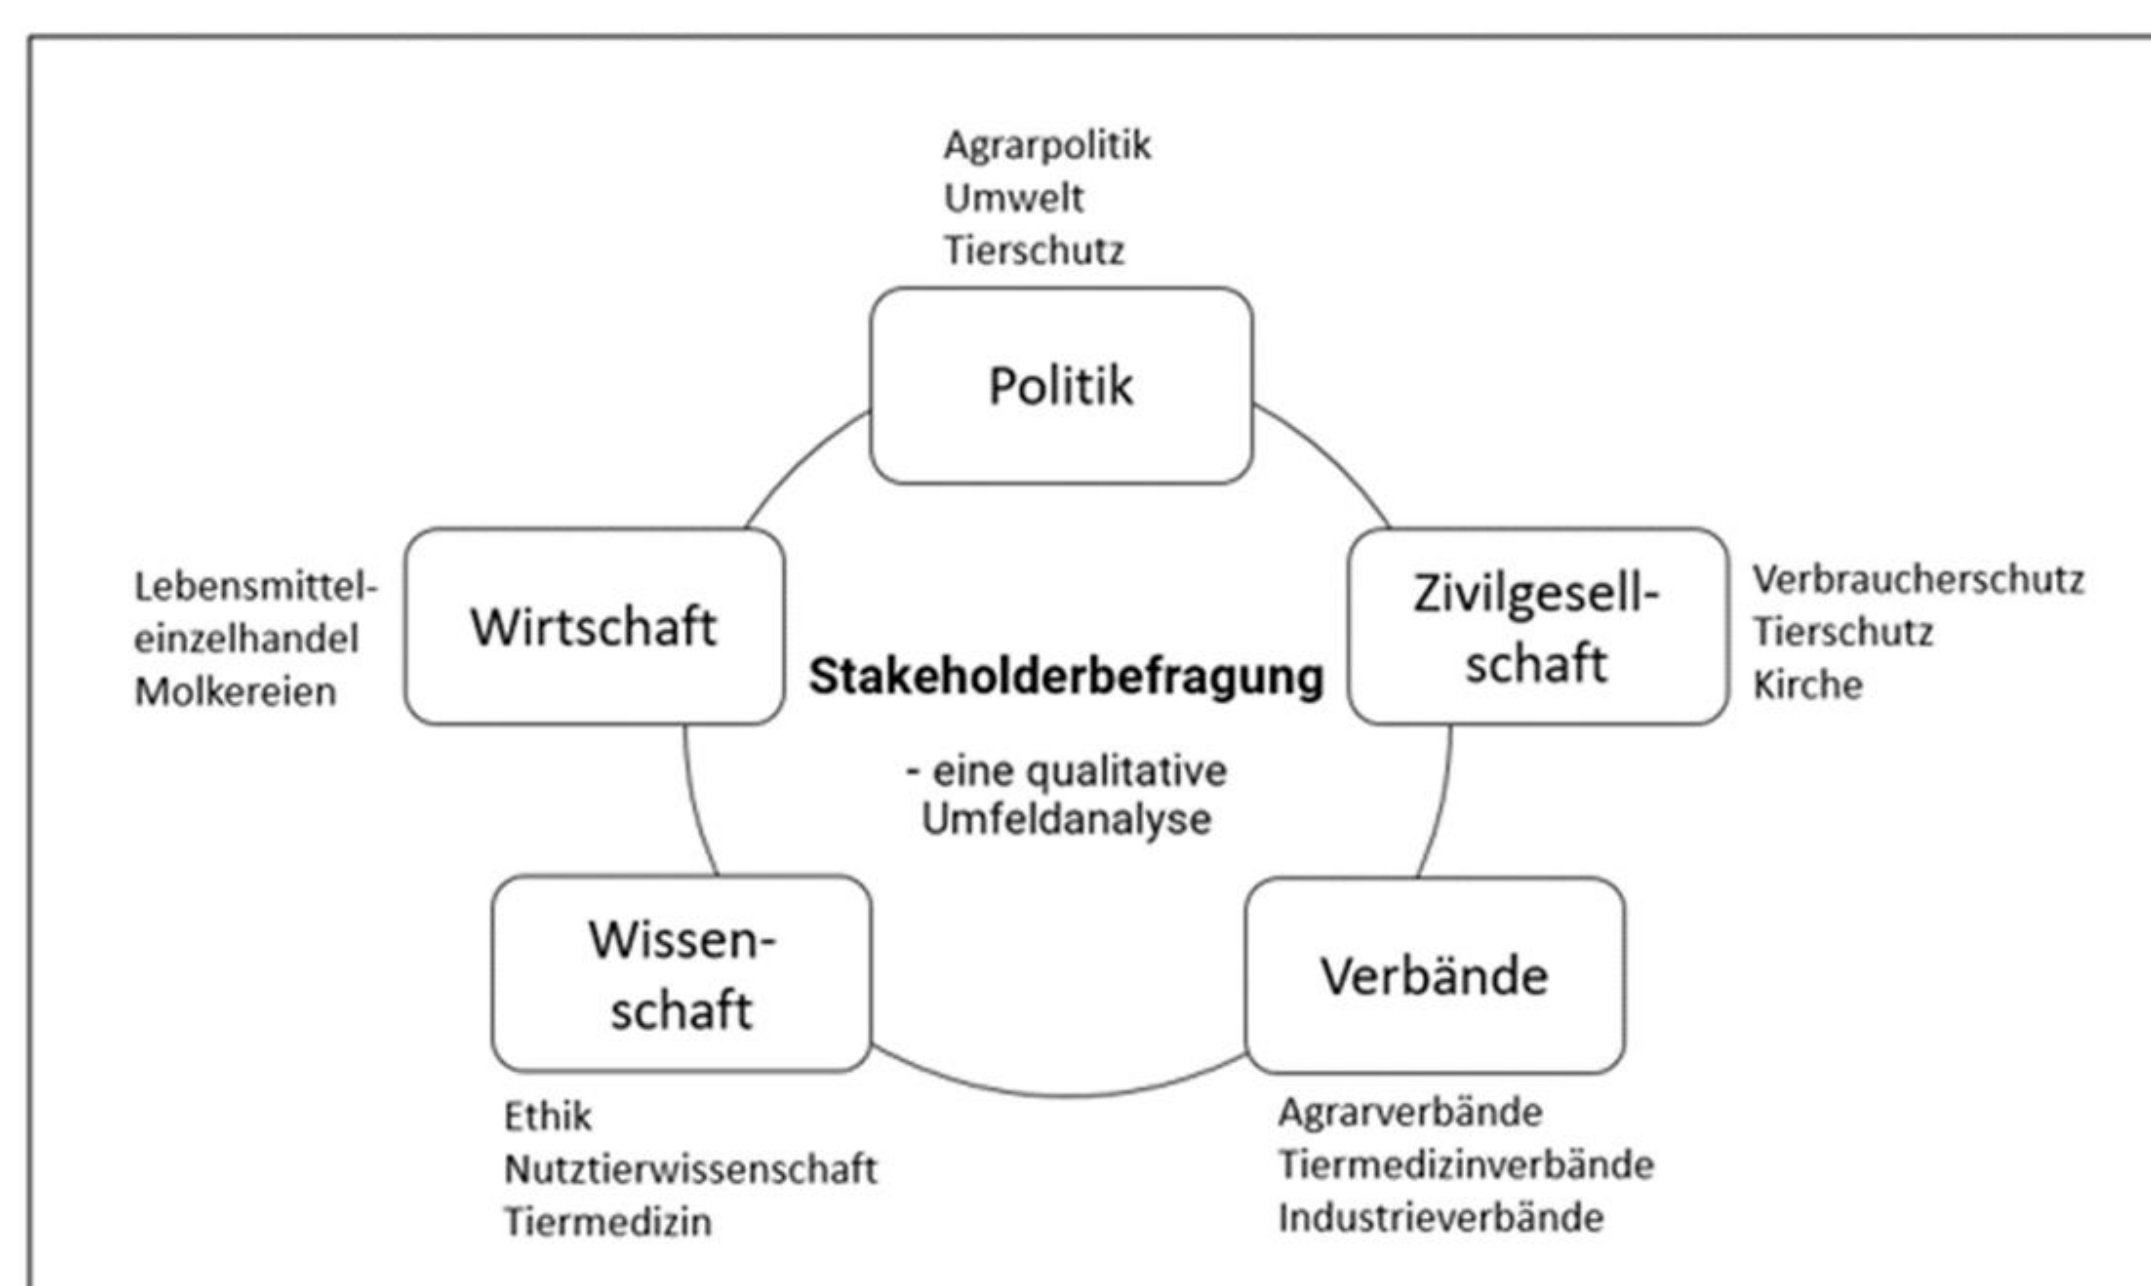 Agrarpolitik
Umwelt
Tierschutz
Politik
Lebensmittel-
einzelhandel
Molkereien
Wirtschaft
Stakeholderbefragung
- eine qualitative
Umfeldanalyse
Zivilgesell-
schaft
Verbraucherschutz
Tierschutz
Kirche
Wissen-
schaft
Ethik
Nutztierwissenschaft
Tiermedizin
Verbände
Agrarverbände
Tiermedizinverbände
Industrieverbände